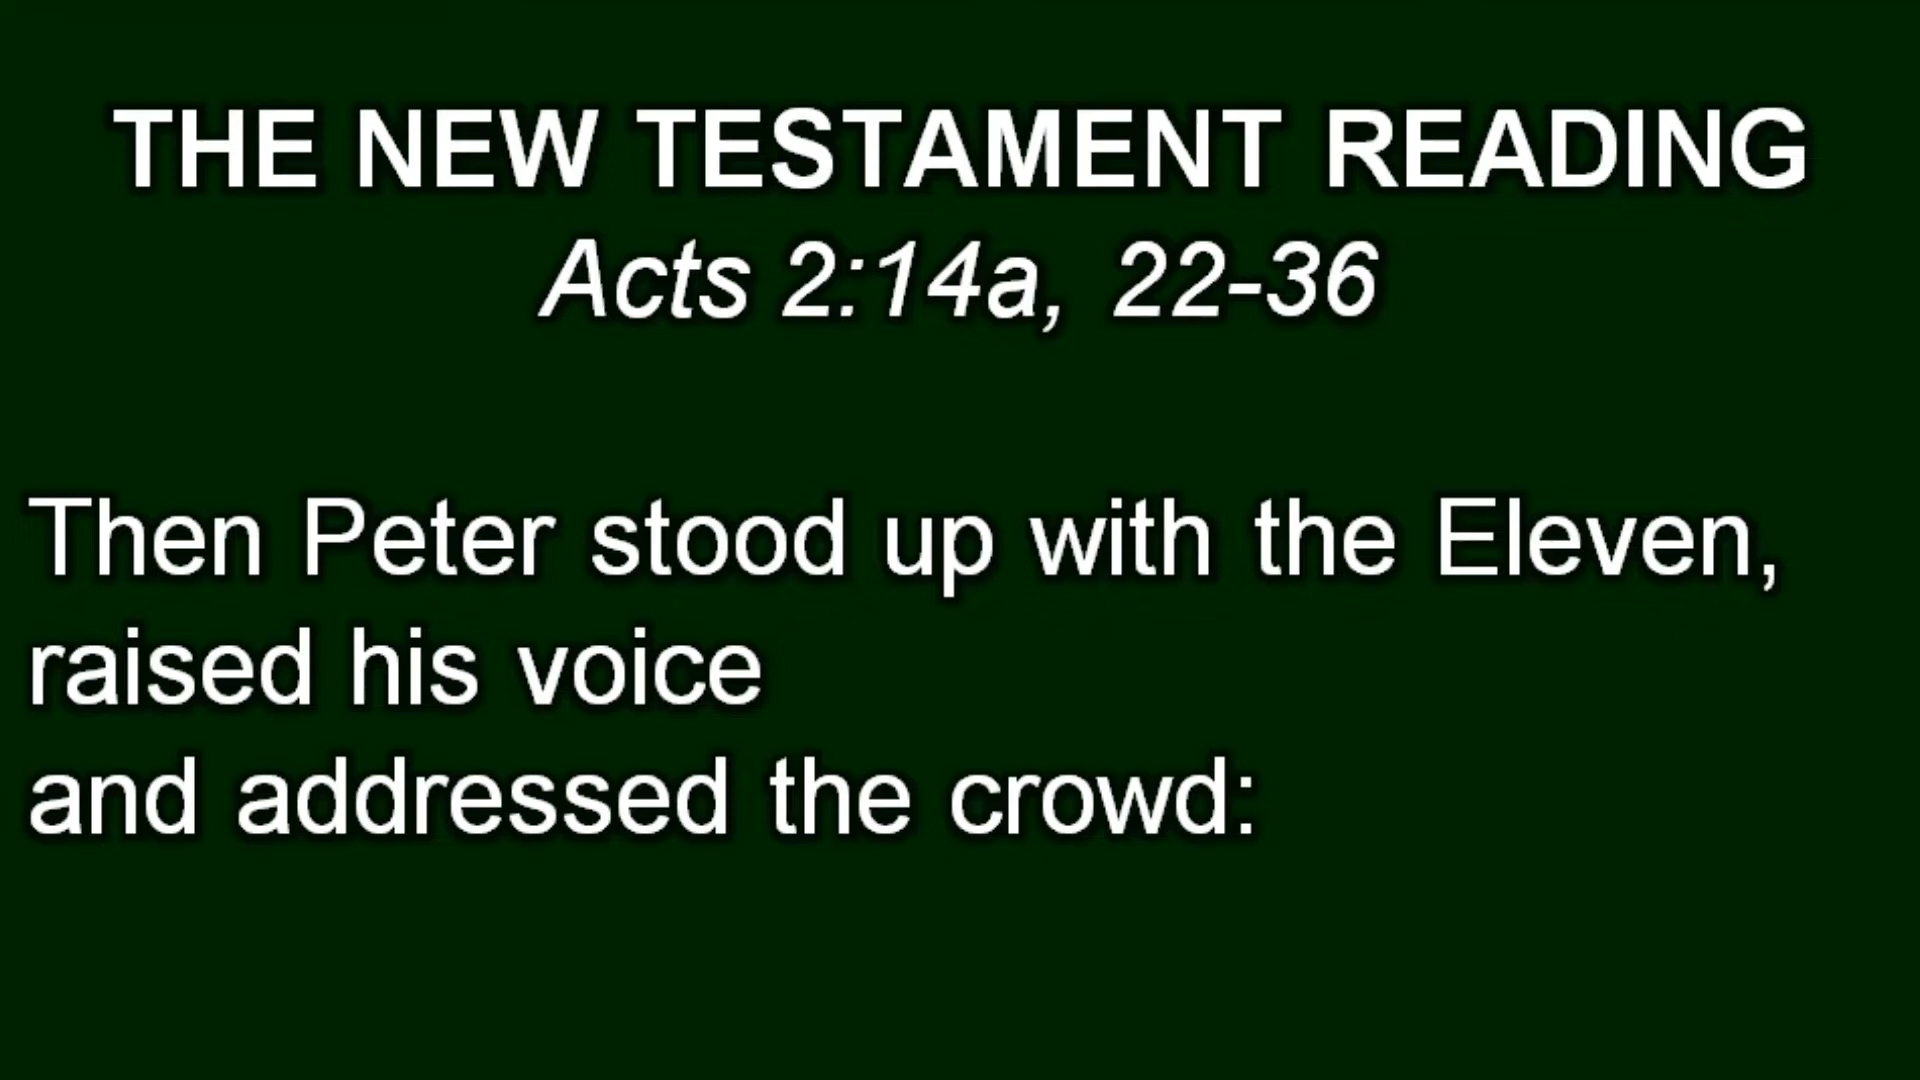 THE NEW TESTAMENT READING
Acts 2:14a, 22-36
Then Peter stood up with the Eleven,
raised his voice
and addressed the crowd: